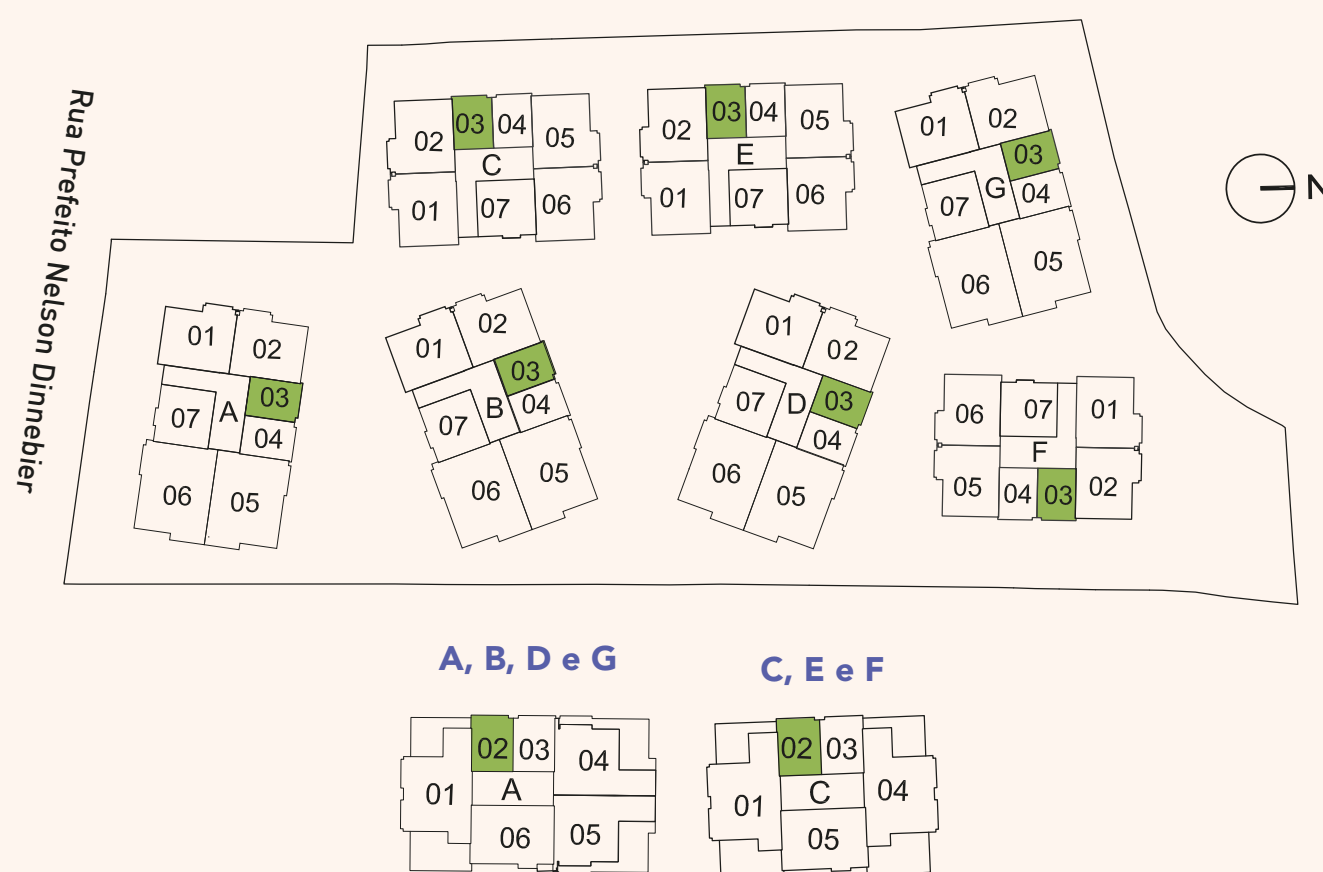 Rua Prefeito Nelson Dinnebier
02 03 04 05
C
01 07 06
02 03 04 05
E
01 07 06
01 02
03
G 04
07
05
06
N
01 02
03
A
07 04
06 05
02
01
03
B 04
07
05
06
01
02
07 D 03
04
06
05
06 07 01
F
05 04 03 02
A, B, D e G
C, E e F
02 03 04
01 A
06 05
02 03
04
01 C
05